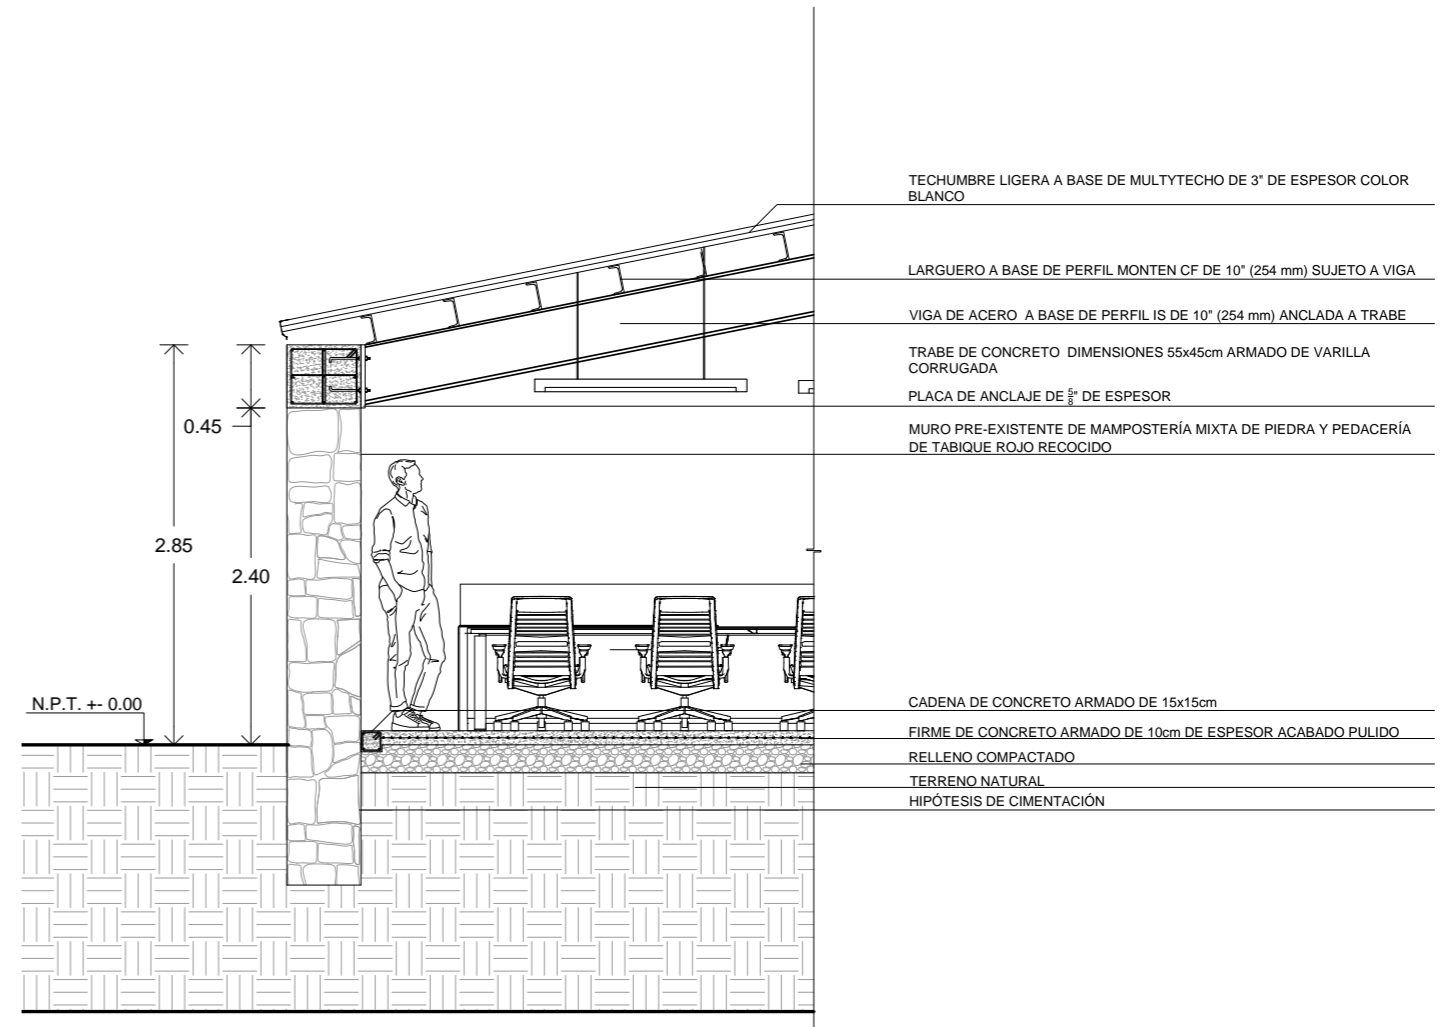 TECHUMBRE LIGERA A BASE DE MULTYTECHO DE 3" DE ESPESOR COLOR
BLANCO
LARGUERO A BASE DE PERFIL MONTEN CF DE 10" (254 mm) SUJETO A VIGA
VIGA DE ACERO A BASE DE PERFIL IS DE 10" (254 mm) ANCLADA A TRABE
TRABE DE CONCRETO DIMENSIONES 55x45cm ARMADO DE VARILLA
CORRUGADA
PLACA DE ANCLAJE DE 5/8" DE ESPESOR
MURO PRE-EXISTENTE DE MAMPOSTERÍA MIXTA DE PIEDRA Y PEDACERÍA
DE TABIQUE ROJO RECOCIDO
0.45
2.85
2.40
N.P.T. +- 0.00
CADENA DE CONCRETO ARMADO DE 15x15cm
FIRME DE CONCRETO ARMADO DE 10cm DE ESPESOR ACABADO PULIDO
RELLENO COMPACTADO
TERRENO NATURAL
HIPÓTESIS DE CIMENTACIÓN